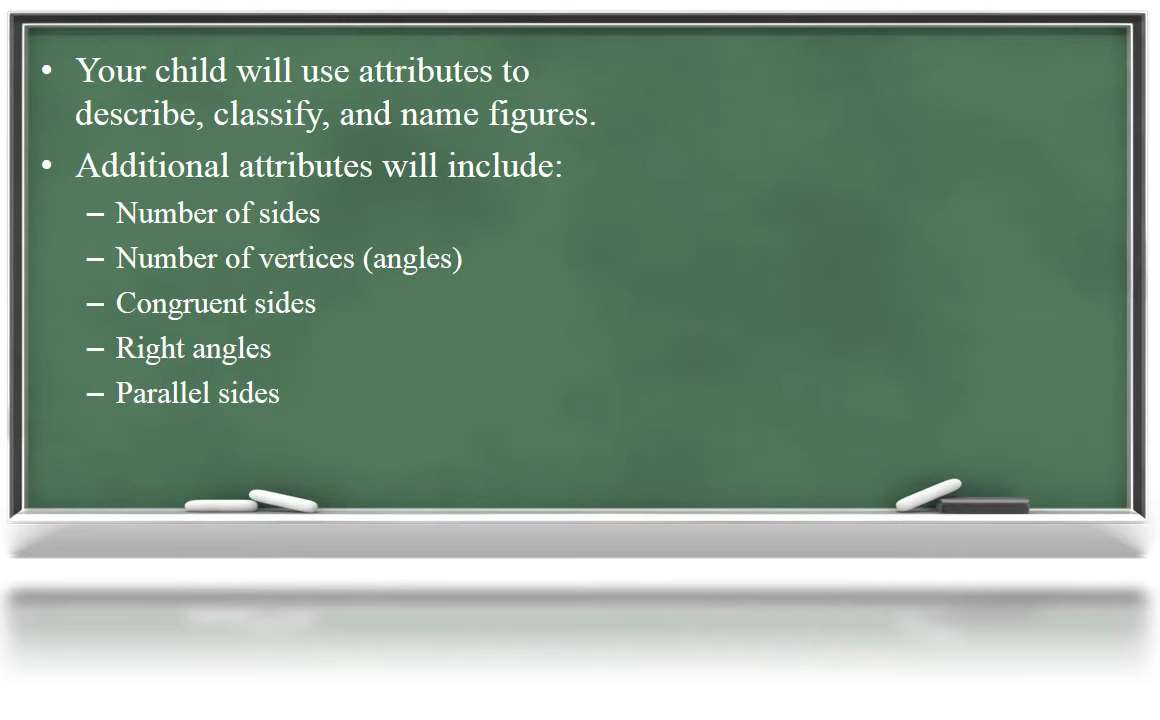 • Your child will use attributes to
describe, classify, and name figures.
• Additional attributes will include:
– Number of sides
– Number of vertices (angles)
– Congruent sides
– Right angles
– Parallel sides